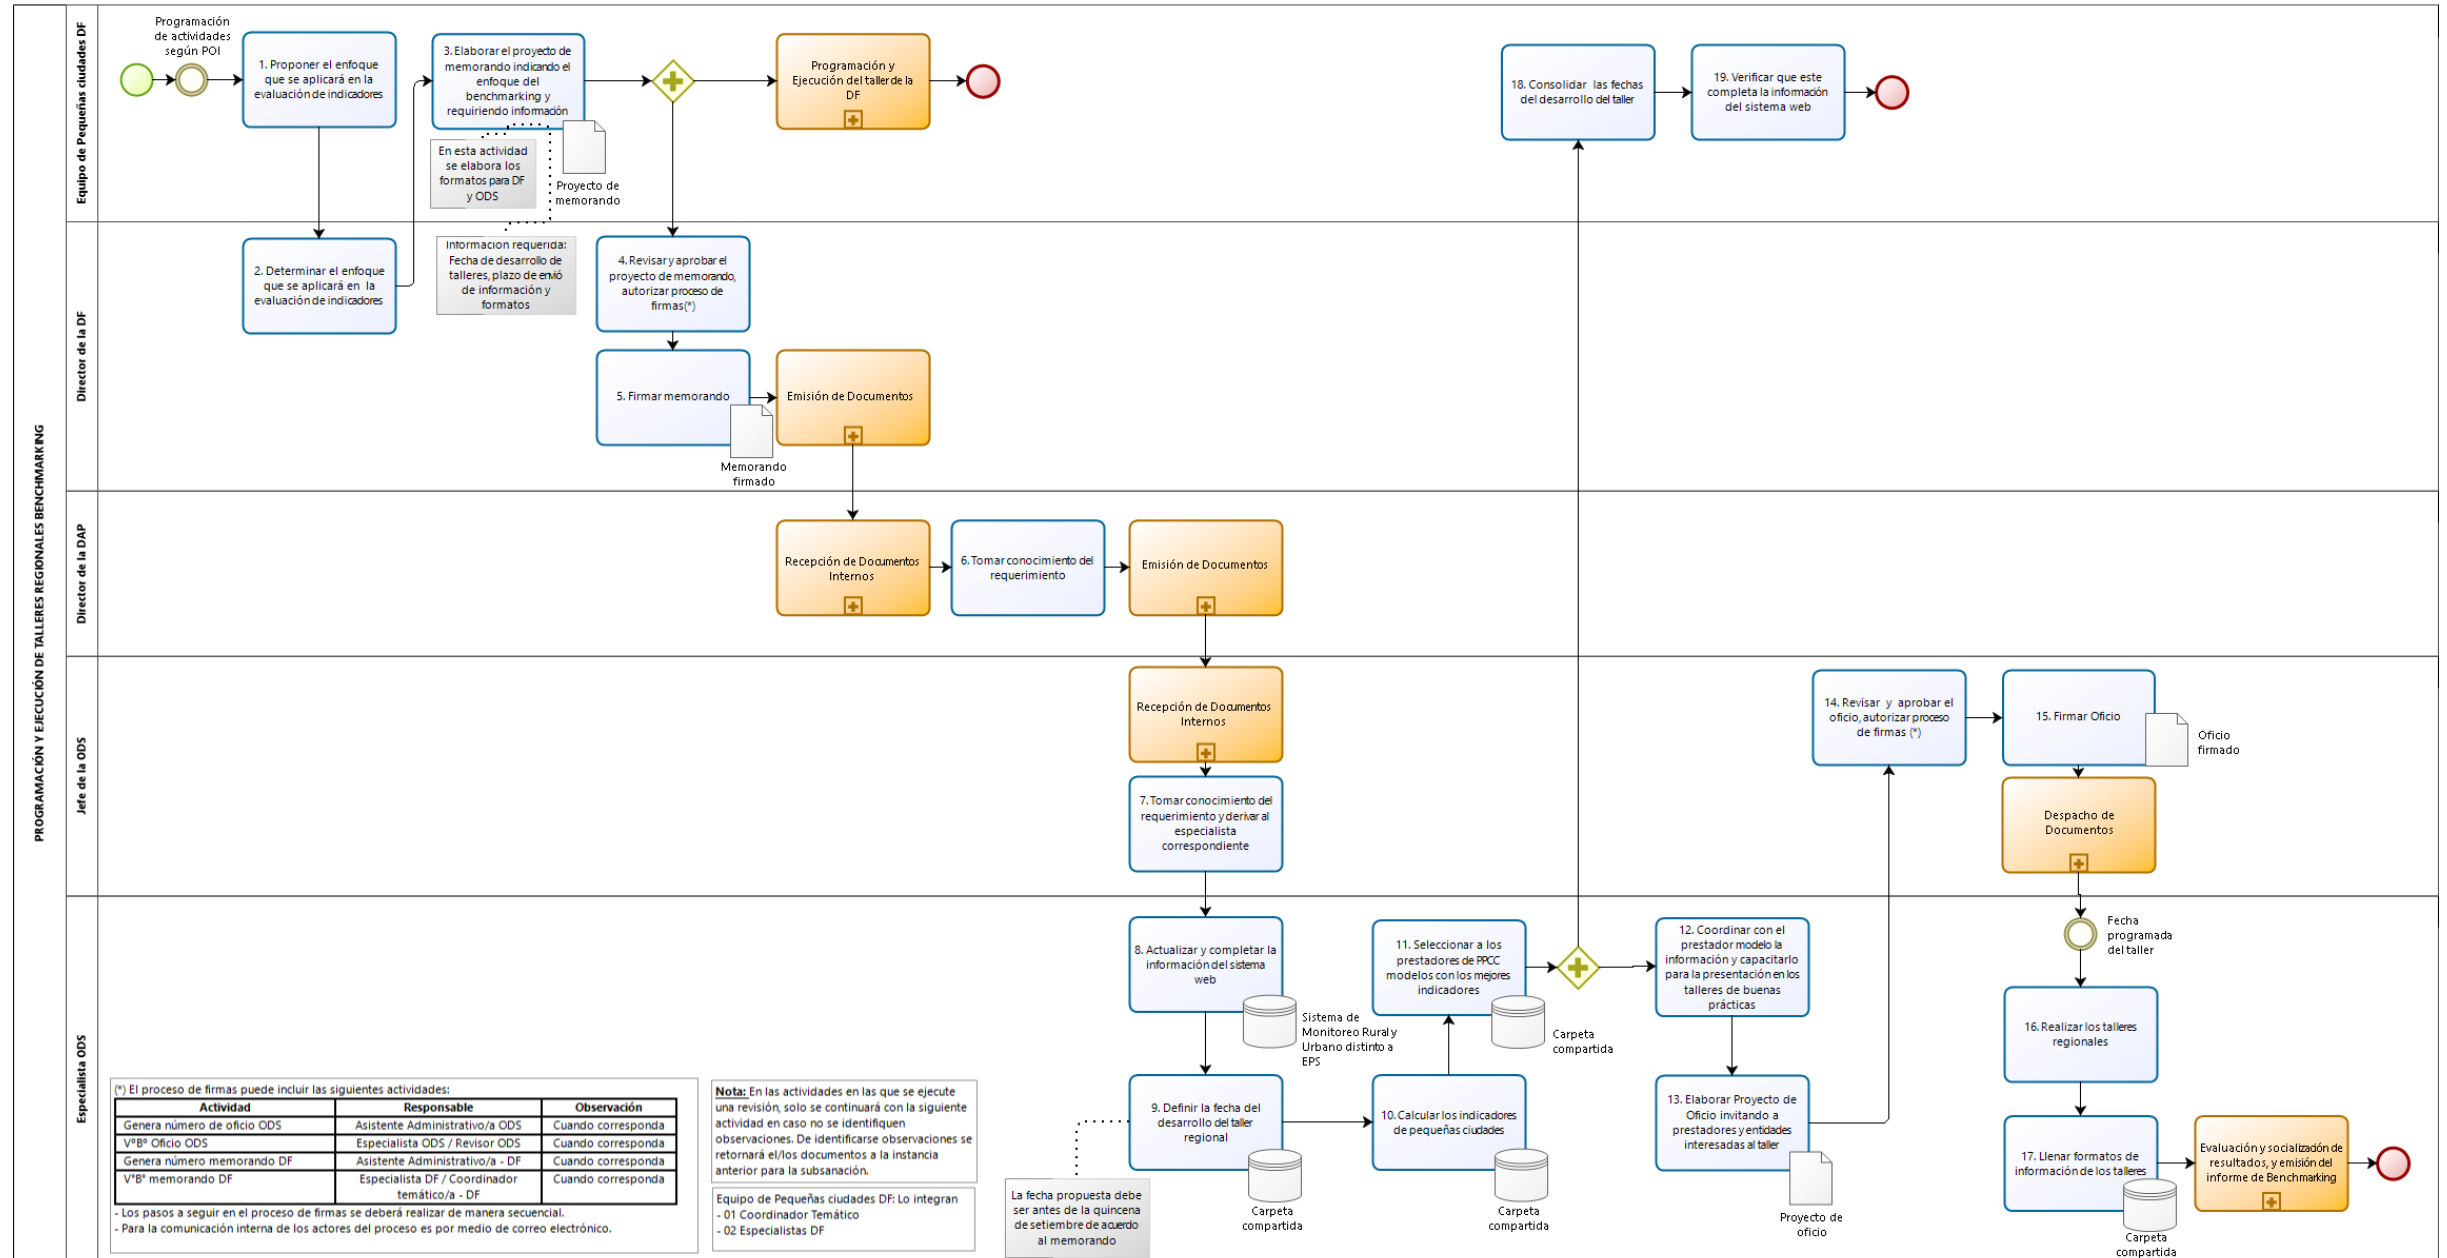 PROGRAMACIÓN Y EJECUCIÓN DE TALLERES REGIONALES BENCHMARKING
Equipo de Pequeñas ciudades DF
Programación
de actividades
según POI
1. Proponer el enfoque
que se aplicará en la
evaluación de indicadores
3. Elaborar el proyecto de
memorando indicando el
enfoque del
benchmarking y
requiriendo información
En esta actividad
se elabora los
formatos para DF
y ODS
Proyecto de
memorando
Programación y
Ejecución del taller de la
DF
18. Consolidar las fechas
del desarrollo del taller
19. Verificar que este
completa la información
del sistema web
Director de la DF
2. Determinar el enfoque
que se aplicará en la
evaluación de indicadores
Información requerida:
Fecha de desarrollo de
talleres, plazo de envió
de información y
formatos
4. Revisar y aprobar el
proyecto de memorando,
autorizar proceso de
firmas(*)
5. Firmar memorando
Memorando
firmado
Emisión de Documentos
Director de la DAP
Recepción de Documentos
Internos
6. Tomar conocimiento del
requerimiento
Emisión de Documentos
Jefe de la ODS
Recepción de Documentos
Internos
7. Tomar conocimiento del
requerimiento y derivar al
especialista
correspondiente
14. Revisar y aprobar el
oficio, autorizar proceso
de firmas (*)
15. Firmar Oficio
Oficio
firmado
Despacho de
Documentos
Especialista ODS
8. Actualizar y completar la
información del sistema
web
Sistema de
Monitoreo Rural y
Urbano distinto a
EPS
9. Definir la fecha del
desarrollo del taller
regional
Carpeta
compartida
La fecha propuesta debe
ser antes de la quincena
de setiembre de acuerdo
al memorando
10. Calcular los indicadores
de pequeñas ciudades
Carpeta
compartida
11. Seleccionar a los
prestadores de PPCC
modelos con los mejores
indicadores
Carpeta
compartida
12. Coordinar con el
prestador modelo la
información y capacitarlo
para la presentación en los
talleres de buenas
prácticas
13. Elaborar Proyecto de
Oficio invitando a
prestadores y entidades
interesadas al taller
Proyecto de
oficio
Fecha
programada
del taller
16. Realizar los talleres
regionales
17. Llenar formatos de
información de los talleres
Carpeta
compartida
Evaluación y socialización de
resultados, y emisión del
informe de Benchmarking
(*) El proceso de firmas puede incluir las siguientes actividades:
Actividad Responsable Observación
Genera número de oficio ODS Asistente Administrativo/a ODS Cuando corresponda
V°B° Oficio ODS Especialista ODS / Revisor ODS Cuando corresponda
Genera número memorando DF Asistente Administrativo/a - DF Cuando corresponda
V°B° memorando DF Especialista DF / Coordinador Cuando corresponda
temático/a - DF
- Los pasos a seguir en el proceso de firmas se deberá realizar de manera secuencial.
- Para la comunicación interna de los actores del proceso es por medio de correo electrónico.
Nota: En las actividades en las que se ejecute
una revisión, solo se continuará con la siguiente
actividad en caso no se identifiquen
observaciones. De identificarse observaciones se
retornará el/los documentos a la instancia
anterior para la subsanación.
Equipo de Pequeñas ciudades DF: Lo integran
- 01 Coordinador Temático
- 02 Especialistas DF